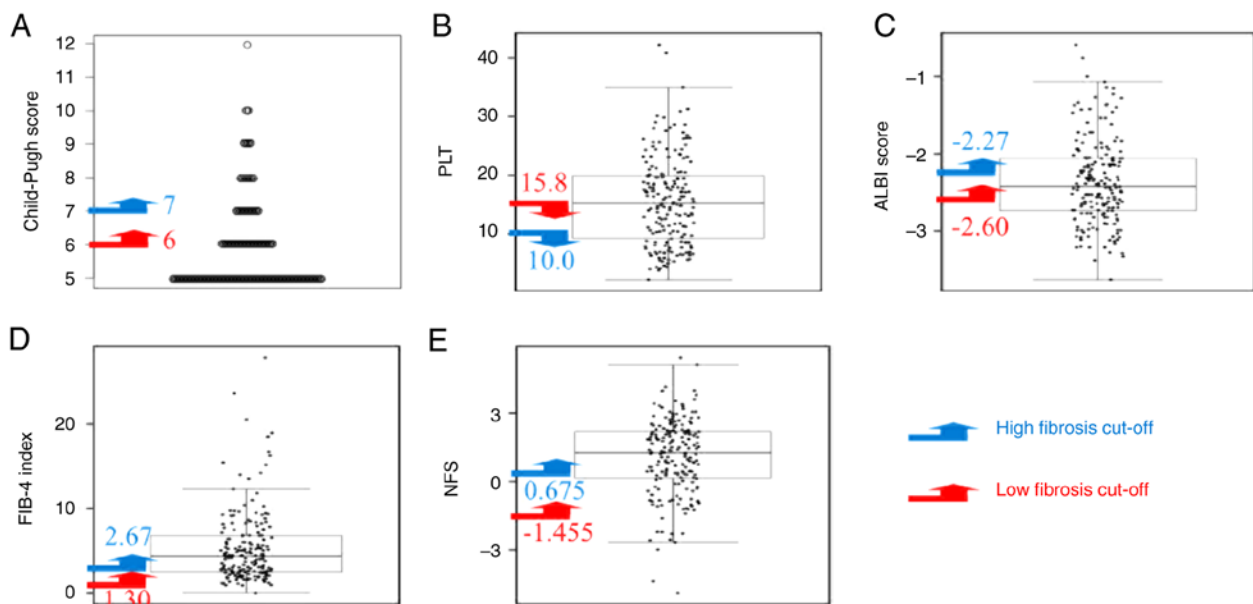 A
Child-Pugh score
12
11
10
9
8
7
6
5
7
6
B
PLT
40
30
20
10
15.8
10.0
C
ALBI score
–1
–2
–3
-2.27
-2.60
D
FIB-4 index
20
10
0
2.67
1.30
E
NFS
3
0
–3
0.675
-1.455
High fibrosis cut-off
Low fibrosis cut-off